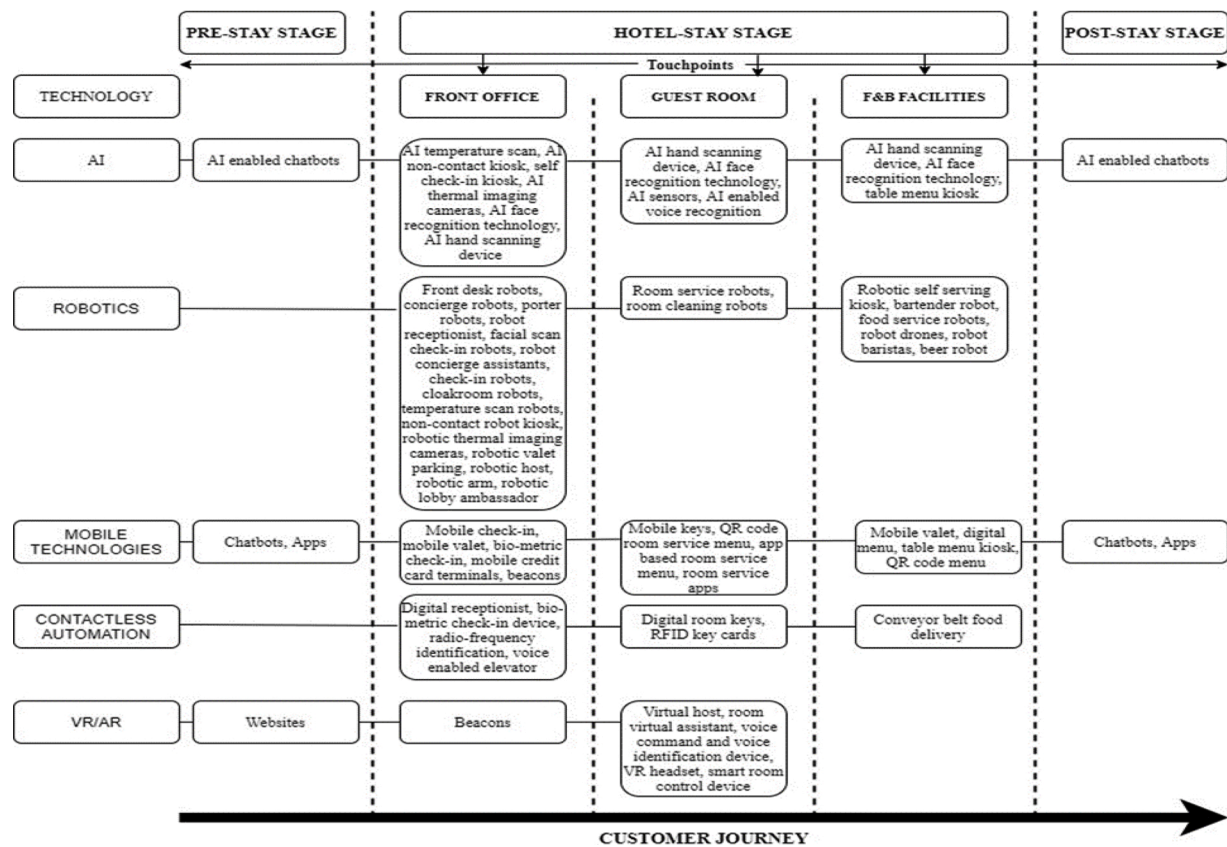 PRE-STAY STAGE
HOTEL-STAY STAGE
POST-STAY STAGE
Touchpoints
TECHNOLOGY
FRONT OFFICE
GUEST ROOM
F&B FACILITIES
AI
AI enabled chatbots
AI temperature scan, AI
non-contact kiosk, self
check-in kiosk, AI
thermal imaging
cameras, AI face
recognition technology,
AI hand scanning
device
AI hand scanning
device, AI face
recognition technology,
AI sensors, AI enabled
voice recognition
AI hand scanning
device, AI face
recognition technology,
table menu kiosk
AI enabled chatbots
ROBOTICS
Front desk robots,
concierge robots, porter
robots, robot
receptionist, facial scan
check-in robots, robot
concierge assistants,
check-in robots,
cloakroom robots,
temperature scan robots,
non-contact robot kiosk,
robotic thermal imaging
cameras, robotic valet
parking, robotic host,
robotic arm, robotic
lobby ambassador
Room service robots,
room cleaning robots
Robotic self serving
kiosk, bartender robot,
food service robots,
robot drones, robot
baristas, beer robot
MOBILE
TECHNOLOGIES
Chatbots, Apps
Mobile check-in,
mobile valet, bio-metric
check-in, mobile credit
card terminals, beacons
Mobile keys, QR code
room service menu, app
based room service
menu, room service
apps
Mobile valet, digital
menu, table menu kiosk,
QR code menu
Chatbots, Apps
CONTACTLESS
AUTOMATION
Digital receptionist, bio-
metric check-in device,
radio-frequency
identification, voice
enabled elevator
Digital room keys,
RFID key cards
Conveyor belt food
delivery
VR/AR
Websites
Beacons
Virtual host, room
virtual assistant, voice
command and voice
identification device,
VR headset, smart room
control device
CUSTOMER JOURNEY